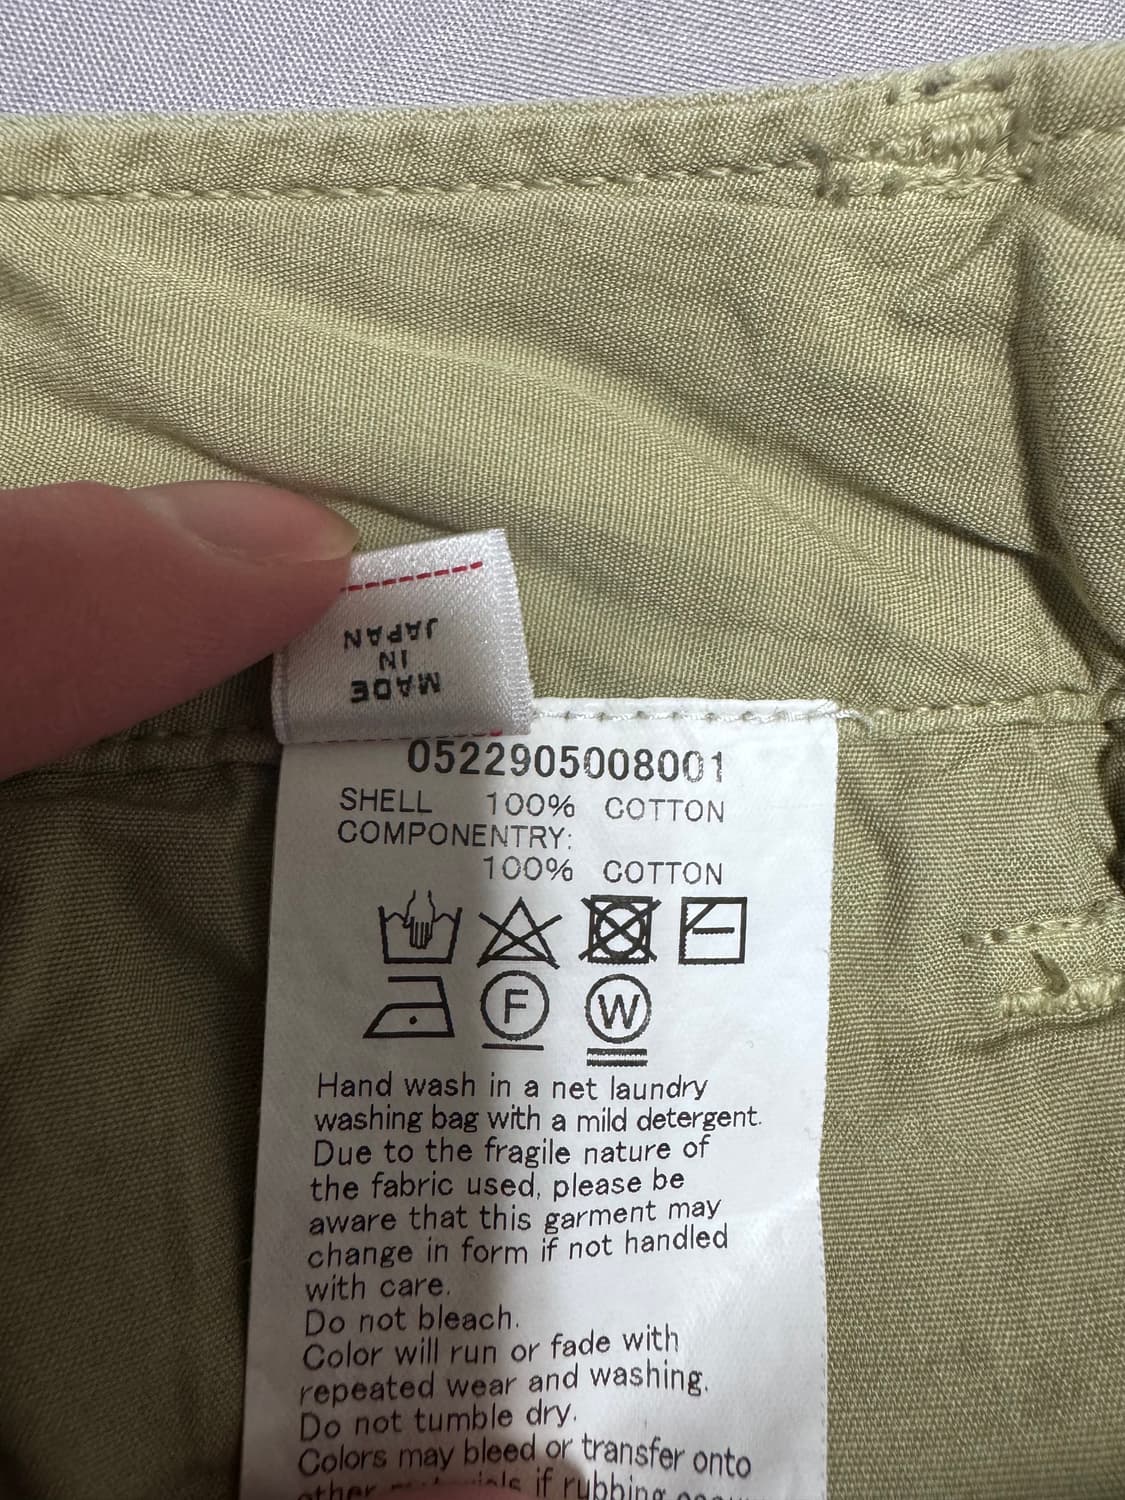 MADE
IN
JAPAN
0522905008001
SHELL 100% COTTON
COMPONENTRY:
100% COTTON
F
W
Hand wash in a net laundry
washing bag with a mild detergent.
Due to the fragile nature of
the fabric used, please be
aware that this garment may
change in form if not handled
with care.
Do not bleach.
Color will run or fade with
repeated wear and washing.
Do not tumble dry.
Colors may bleed or transfer onto
other if rubbing